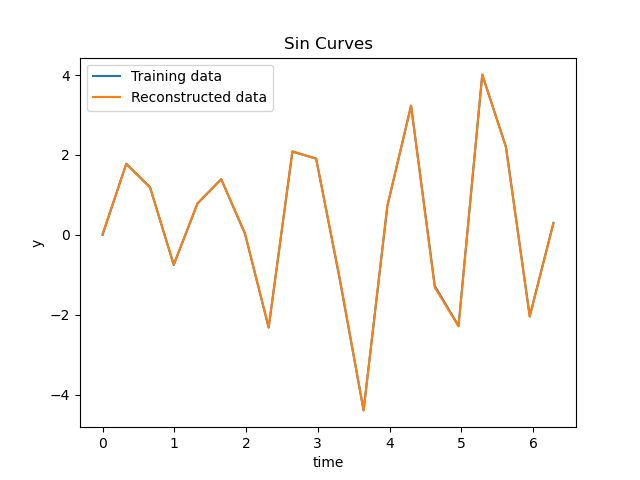 Sin Curves
Training data
Reconstructed data
4
2
0
−2
−4
y
0 1 2 3 4 5 6
time